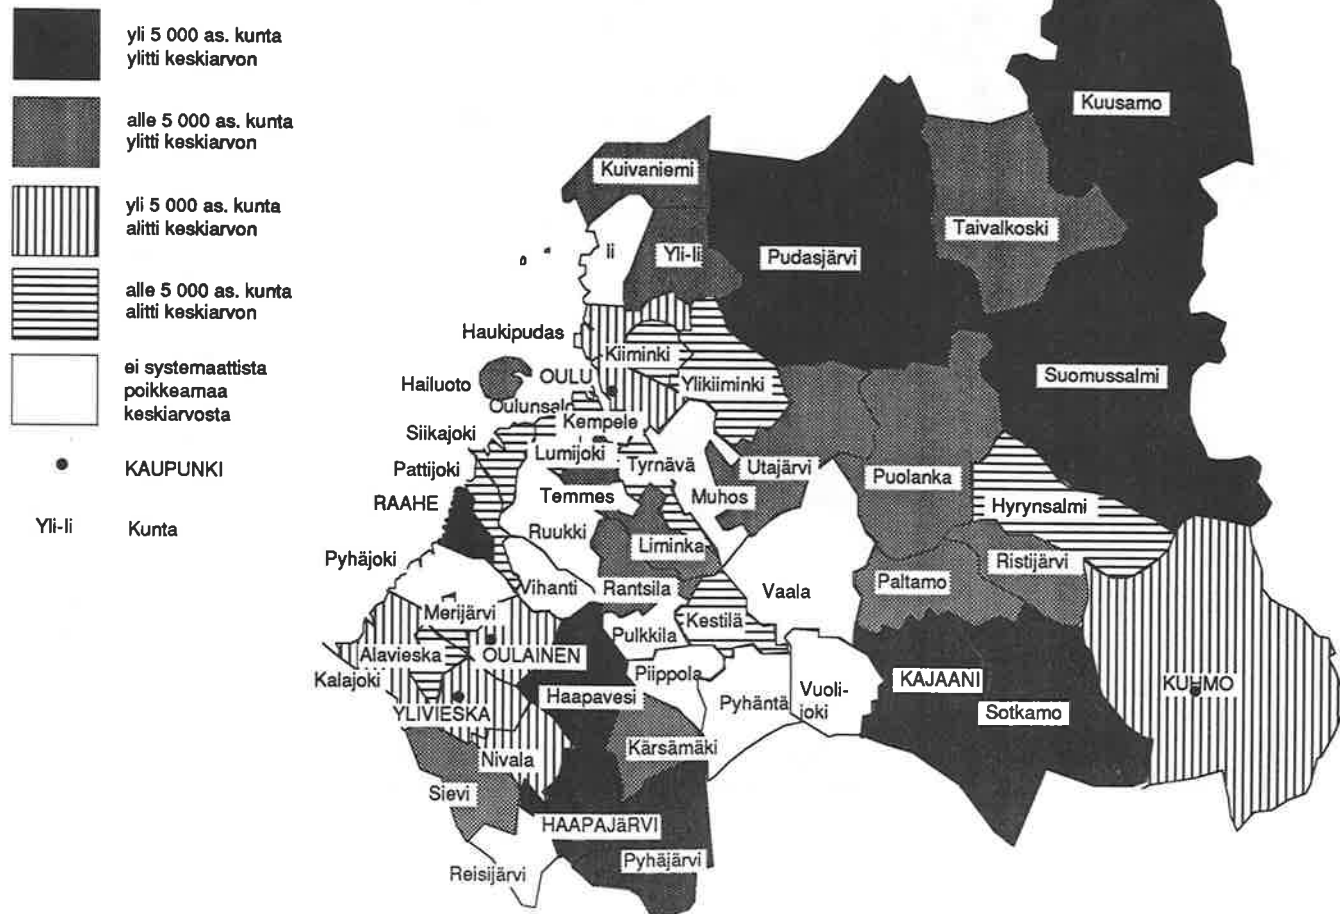 yli 5 000 as. kunta
ylitti keskiarvon
alle 5 000 as. kunta
ylitti keskiarvon
yli 5 000 as. kunta
alitti keskiarvon
alle 5 000 as. kunta
alitti keskiarvon
ei systemaattista
poikkeamaa
keskiarvosta
KAUPUNKI
Yli-Ii
Kunta
Kuusamo
Kuivaniemi
Taivalkoski
Ii
Yli-Ii
Pudasjärvi
Haukipudas
Kiiminki
Hailuoto
OULU
Ylikiiminki
Suomussalmi
Oulunsalo
Kempele
Siikajoki
Lumijoki
Tyrnävä
Utajärvi
Pattijoki
Puolanka
RAAHE
Temmes
Muhos
Hyrynsalmi
Ruukki
Liminka
Pyhäjoki
Ristijärvi
Vihanti
Rantsila
Vaala
Paltamo
Merijärvi
Kestilä
Pulkkila
Alavieska
OULAINEN
Kalajoki
Piippola
KAJAANI
KUHMO
Haapavesi
Pyhäntä
Vuoli-
joki
YLIVIESKA
Sotkamo
Kärsämäki
Nivala
Sievi
HAAPAJäRVI
Pyhäjärvi
Reisijärvi